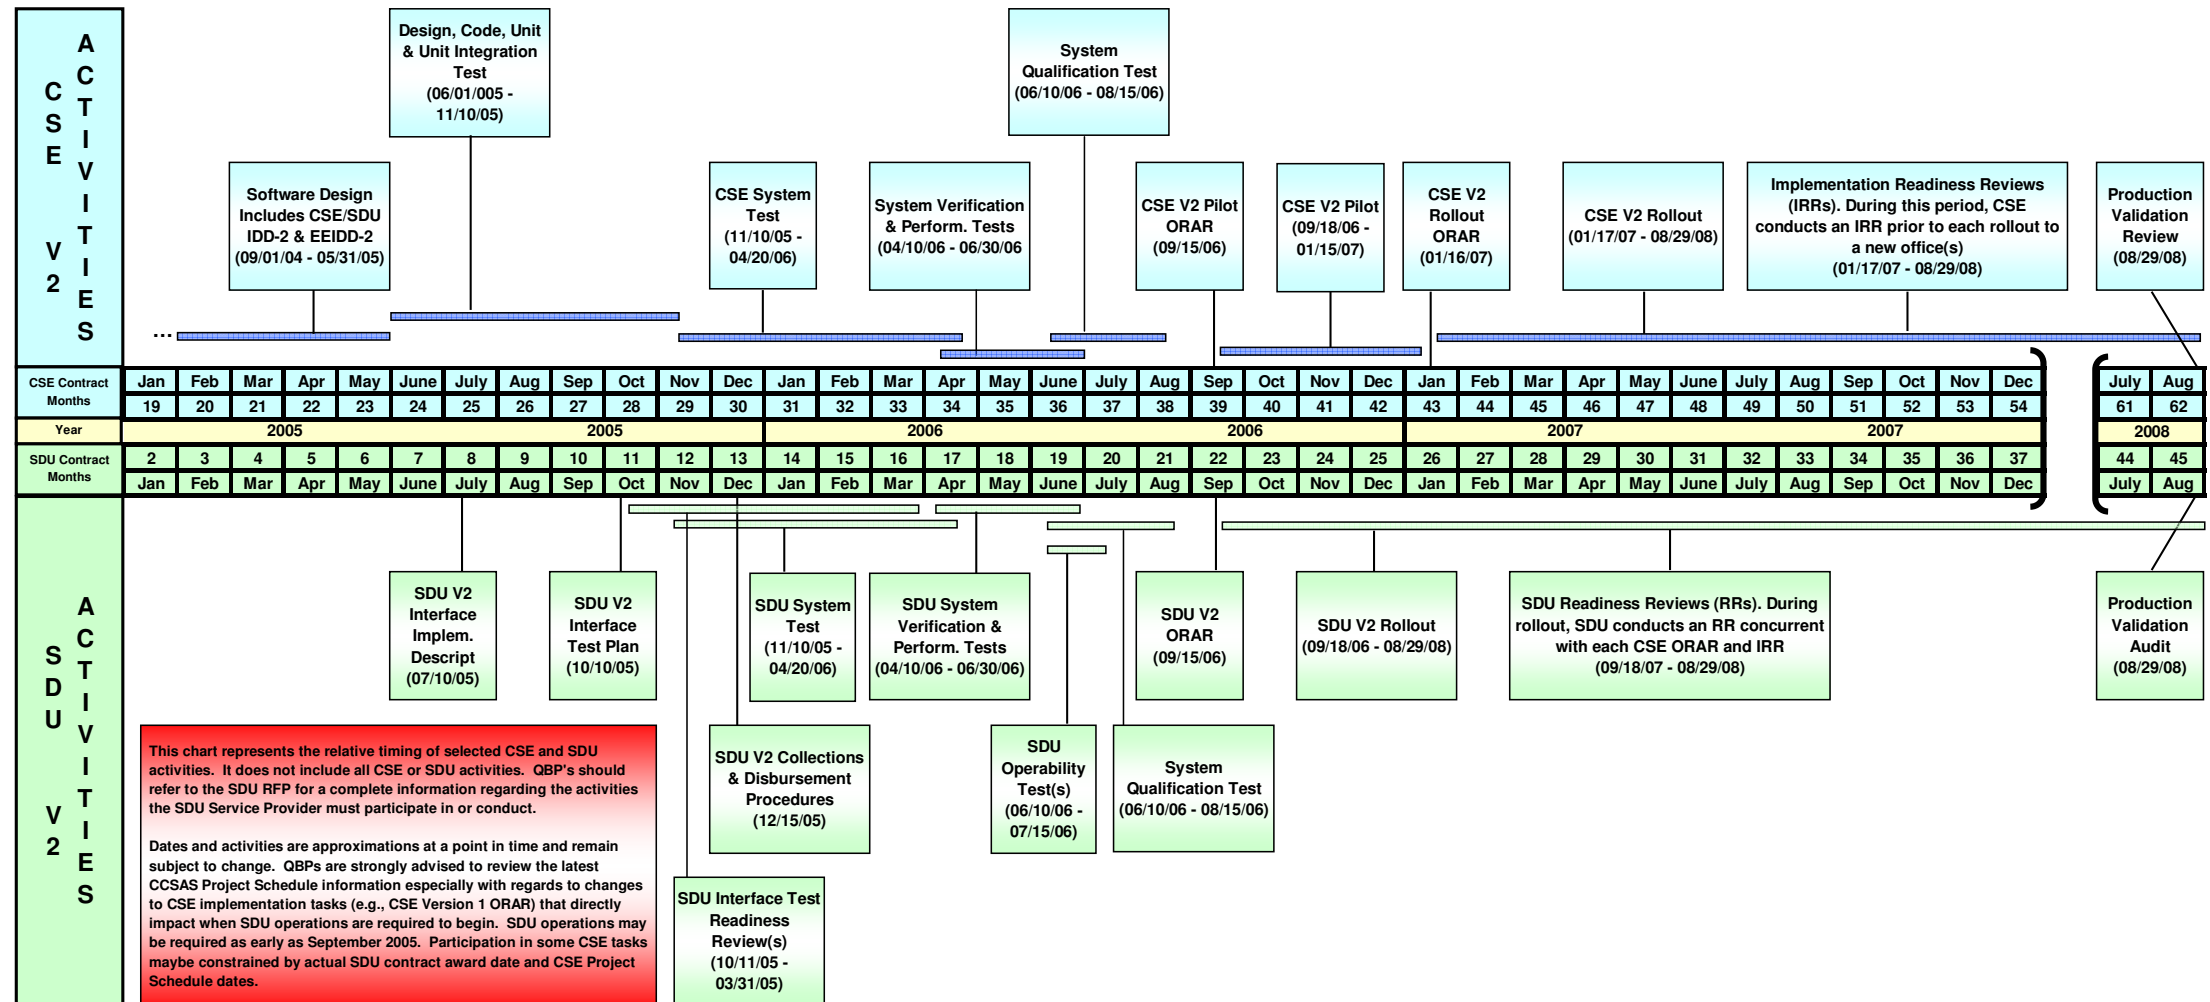 CSE V2
ACTIVITIES
Design, Code, Unit
& Unit Integration
Test
(06/01/005 -
11/10/05)
System
Qualification Test
(06/10/06 - 08/15/06)
Software Design
Includes CSE/SDU
IDD-2 & EEIDD-2
(09/01/04 - 05/31/05)
CSE System
Test
(11/10/05 -
04/20/06)
System Verification
& Perform. Tests
(04/10/06 - 06/30/06
CSE V2 Pilot
ORAR
(09/15/06)
CSE V2 Pilot
(09/18/06 -
01/15/07)
CSE V2
Rollout
ORAR
(01/16/07)
CSE V2 Rollout
(01/17/07 - 08/29/08)
Implementation Readiness Reviews
(IRRs). During this period, CSE
conducts an IRR prior to each rollout to
a new office(s)
(01/17/07 - 08/29/08)
Production
Validation
Review
(08/29/08)
...
CSE Contract
Months
Jan Feb Mar Apr May June July Aug Sep Oct Nov Dec Jan Feb Mar Apr May June July Aug Sep Oct Nov Dec Jan Feb Mar Apr May June July Aug Sep Oct Nov Dec July Aug
19 20 21 22 23 24 25 26 27 28 29 30 31 32 33 34 35 36 37 38 39 40 41 42 43 44 45 46 47 48 49 50 51 52 53 54 61 62
Year 2005 2005 2006 2006 2007 2007 2008
SDU Contract
Months
2 3 4 5 6 7 8 9 10 11 12 13 14 15 16 17 18 19 20 21 22 23 24 25 26 27 28 29 30 31 32 33 34 35 36 37 44 45
Jan Feb Mar Apr May June July Aug Sep Oct Nov Dec Jan Feb Mar Apr May June July Aug Sep Oct Nov Dec Jan Feb Mar Apr May June July Aug Sep Oct Nov Dec July Aug
SDU V2
ACTIVITIES
SDU V2
Interface
Implem.
Descript
(07/10/05)
SDU V2
Interface
Test Plan
(10/10/05)
SDU System
Test
(11/10/05 -
04/20/06)
SDU System
Verification &
Perform. Tests
(04/10/06 - 06/30/06)
SDU V2
ORAR
(09/15/06)
SDU V2 Rollout
(09/18/06 - 08/29/08)
SDU Readiness Reviews (RRs). During
rollout, SDU conducts an RR concurrent
with each CSE ORAR and IRR
(09/18/07 - 08/29/08)
Production
Validation
Audit
(08/29/08)
This chart represents the relative timing of selected CSE and SDU
activities. It does not include all CSE or SDU activities. QBP's should
refer to the SDU RFP for a complete information regarding the activities
the SDU Service Provider must participate in or conduct.
Dates and activities are approximations at a point in time and remain
subject to change. QBPs are strongly advised to review the latest
CCSAS Project Schedule information especially with regards to changes
to CSE implementation tasks (e.g., CSE Version 1 ORAR) that directly
impact when SDU operations are required to begin. SDU operations may
be required as early as September 2005. Participation in some CSE tasks
maybe constrained by actual SDU contract award date and CSE Project
Schedule dates.
SDU V2 Collections
& Disbursement
Procedures
(12/15/05)
SDU
Operability
Test(s)
(06/10/06 -
07/15/06)
System
Qualification Test
(06/10/06 - 08/15/06)
SDU Interface Test
Readiness
Review(s)
(10/11/05 -
03/31/05)